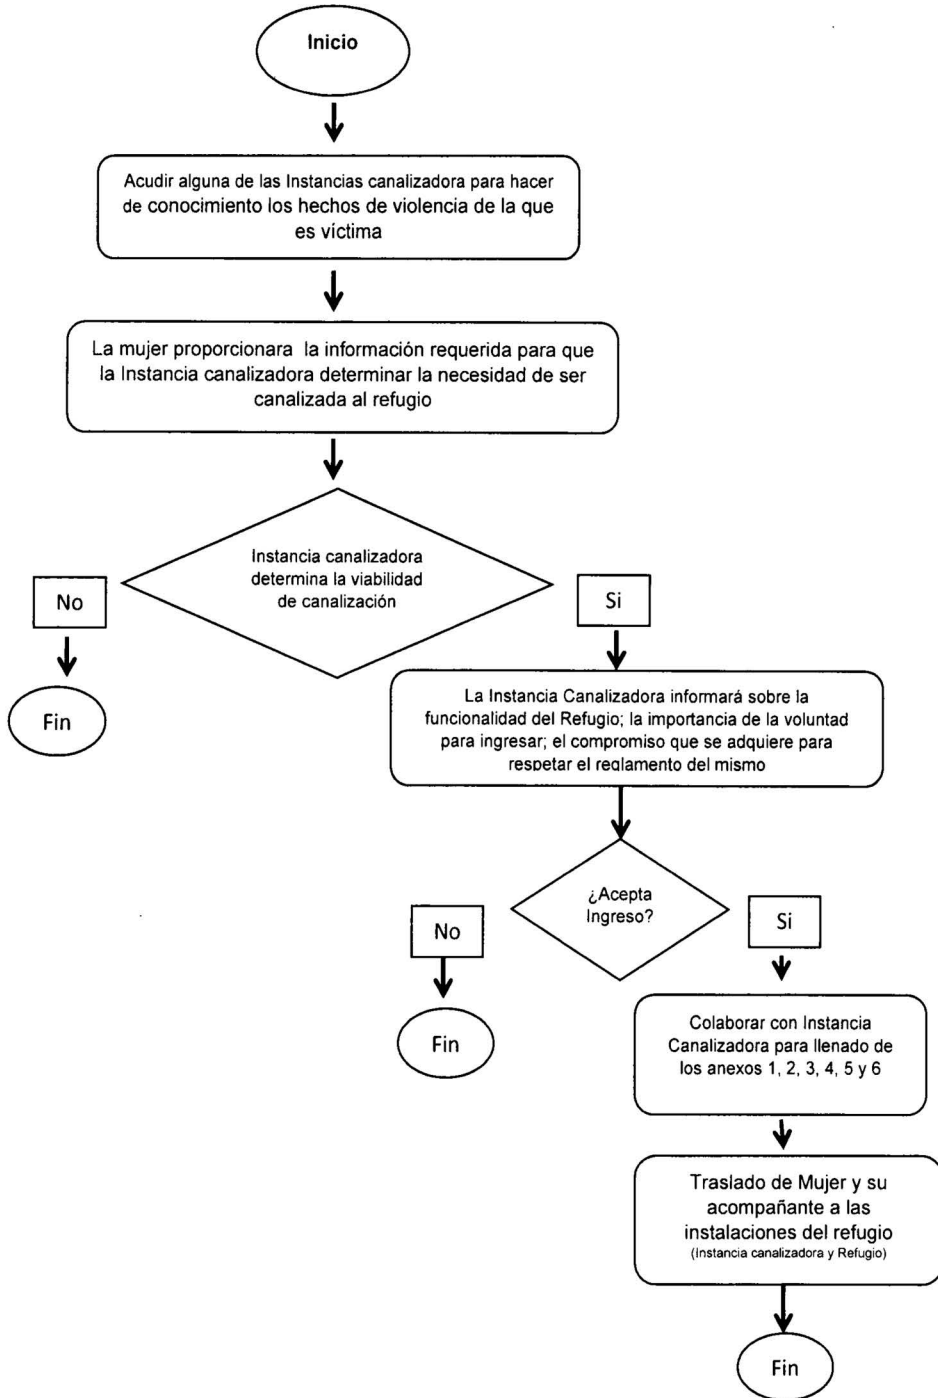 Inicio
Acudir alguna de las Instancias canalizadora para hacer
de conocimiento los hechos de violencia de la que
es víctima
La mujer proporcionara la información requerida para que
la Instancia canalizadora determinar la necesidad de ser
canalizada al refugio
Instancia canalizadora
determina la viabilidad
de canalización
No
Si
Fin
La Instancia Canalizadora informará sobre la
funcionalidad del Refugio; la importancia de la voluntad
para ingresar; el compromiso que se adquiere para
respetar el reglamento del mismo
¿Acepta
Ingreso?
No
Si
Fin
Colaborar con Instancia
Canalizadora para llenado de
los anexos 1, 2, 3, 4, 5 y 6
Traslado de Mujer y su
acompañante a las
instalaciones del refugio
(Instancia canalizadora y Refugio)
Fin